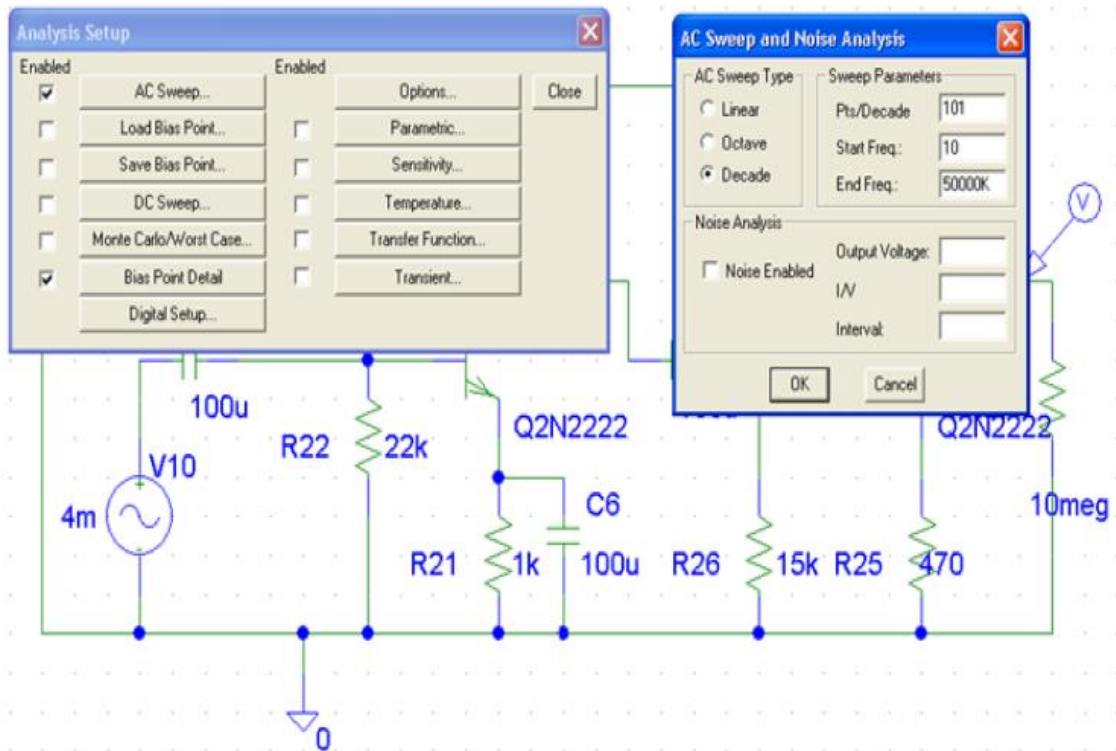 Analysis Setup
Enabled
Enabled
AC Sweep...
Options...
Close
Load Bias Point...
Parametric...
Save Bias Point...
Sensitivity...
DC Sweep...
Temperature...
Monte Carlo/Worst Case...
Transfer Function...
Bias Point Detail
Transient...
Digital Setup...
AC Sweep and Noise Analysis
AC Sweep Type
Linear
Octave
Decade
Sweep Parameters
Pts/Decade 101
Start Freq.: 10
End Freq.: 50000K
Noise Analysis
Noise Enabled
Output Voltage:
I/V
Interval:
OK
Cancel
V
100u
R22
22k
Q2N2222
Q2N2222
V10
4m
C6
10meg
R21
1k
100u
R26
15k
R25
470
0